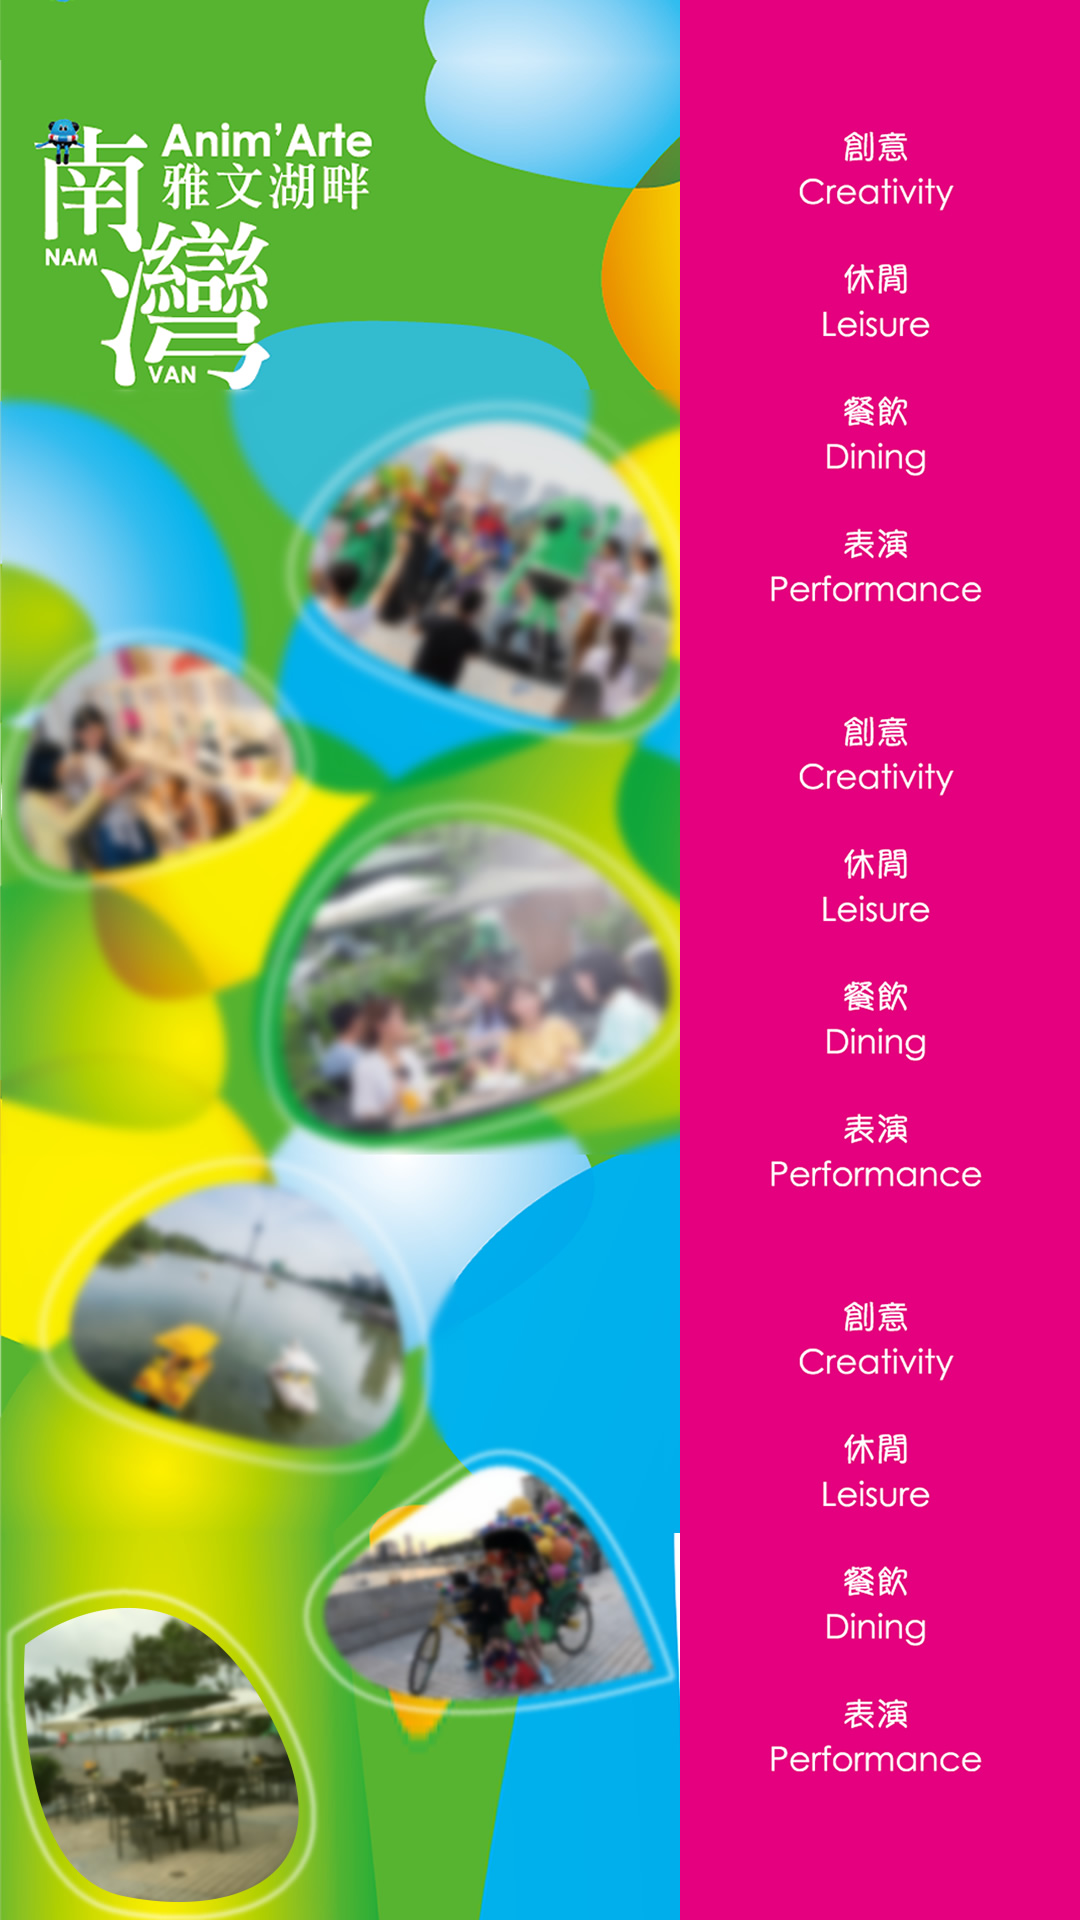 Anim'Arte
雅文湖畔
南
NAM
灣
VAN
創意
Creativity
休閒
Leisure
餐飲
Dining
表演
Performance
創意
Creativity
休閒
Leisure
餐飲
Dining
表演
Performance
創意
Creativity
休閒
Leisure
餐飲
Dining
表演
Performance